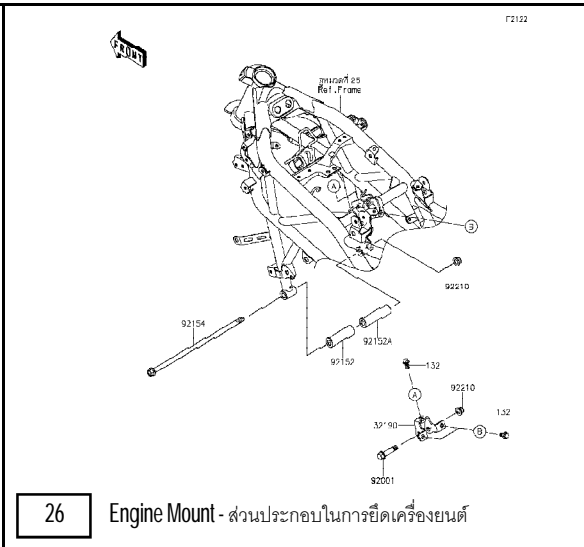 F2122
FRONT
ดูหมวดที่ 25
Ref.Frame
A
B
92210
92154
92152A
92152
132
A
92210
132
32190
B
92001
26 Engine Mount - ส่วนประกอบในการยึดเครื่องยนต์